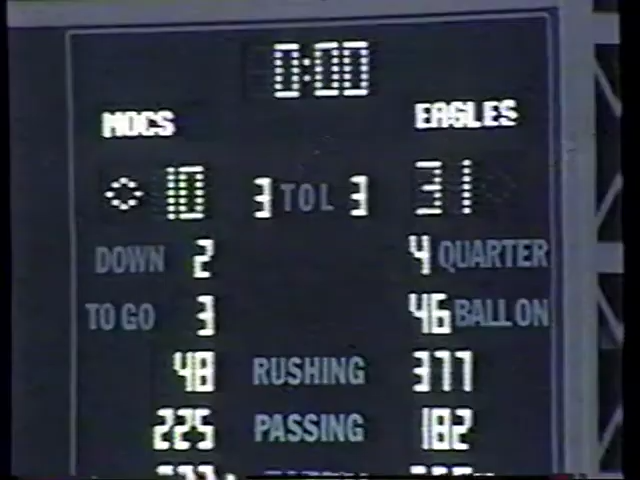 0:00
MOCS EAGLES
10 3 TOL 3 31
DOWN 2 4 QUARTER
TO GO 3 46 BALL ON
48 RUSHING 377
225 PASSING 182